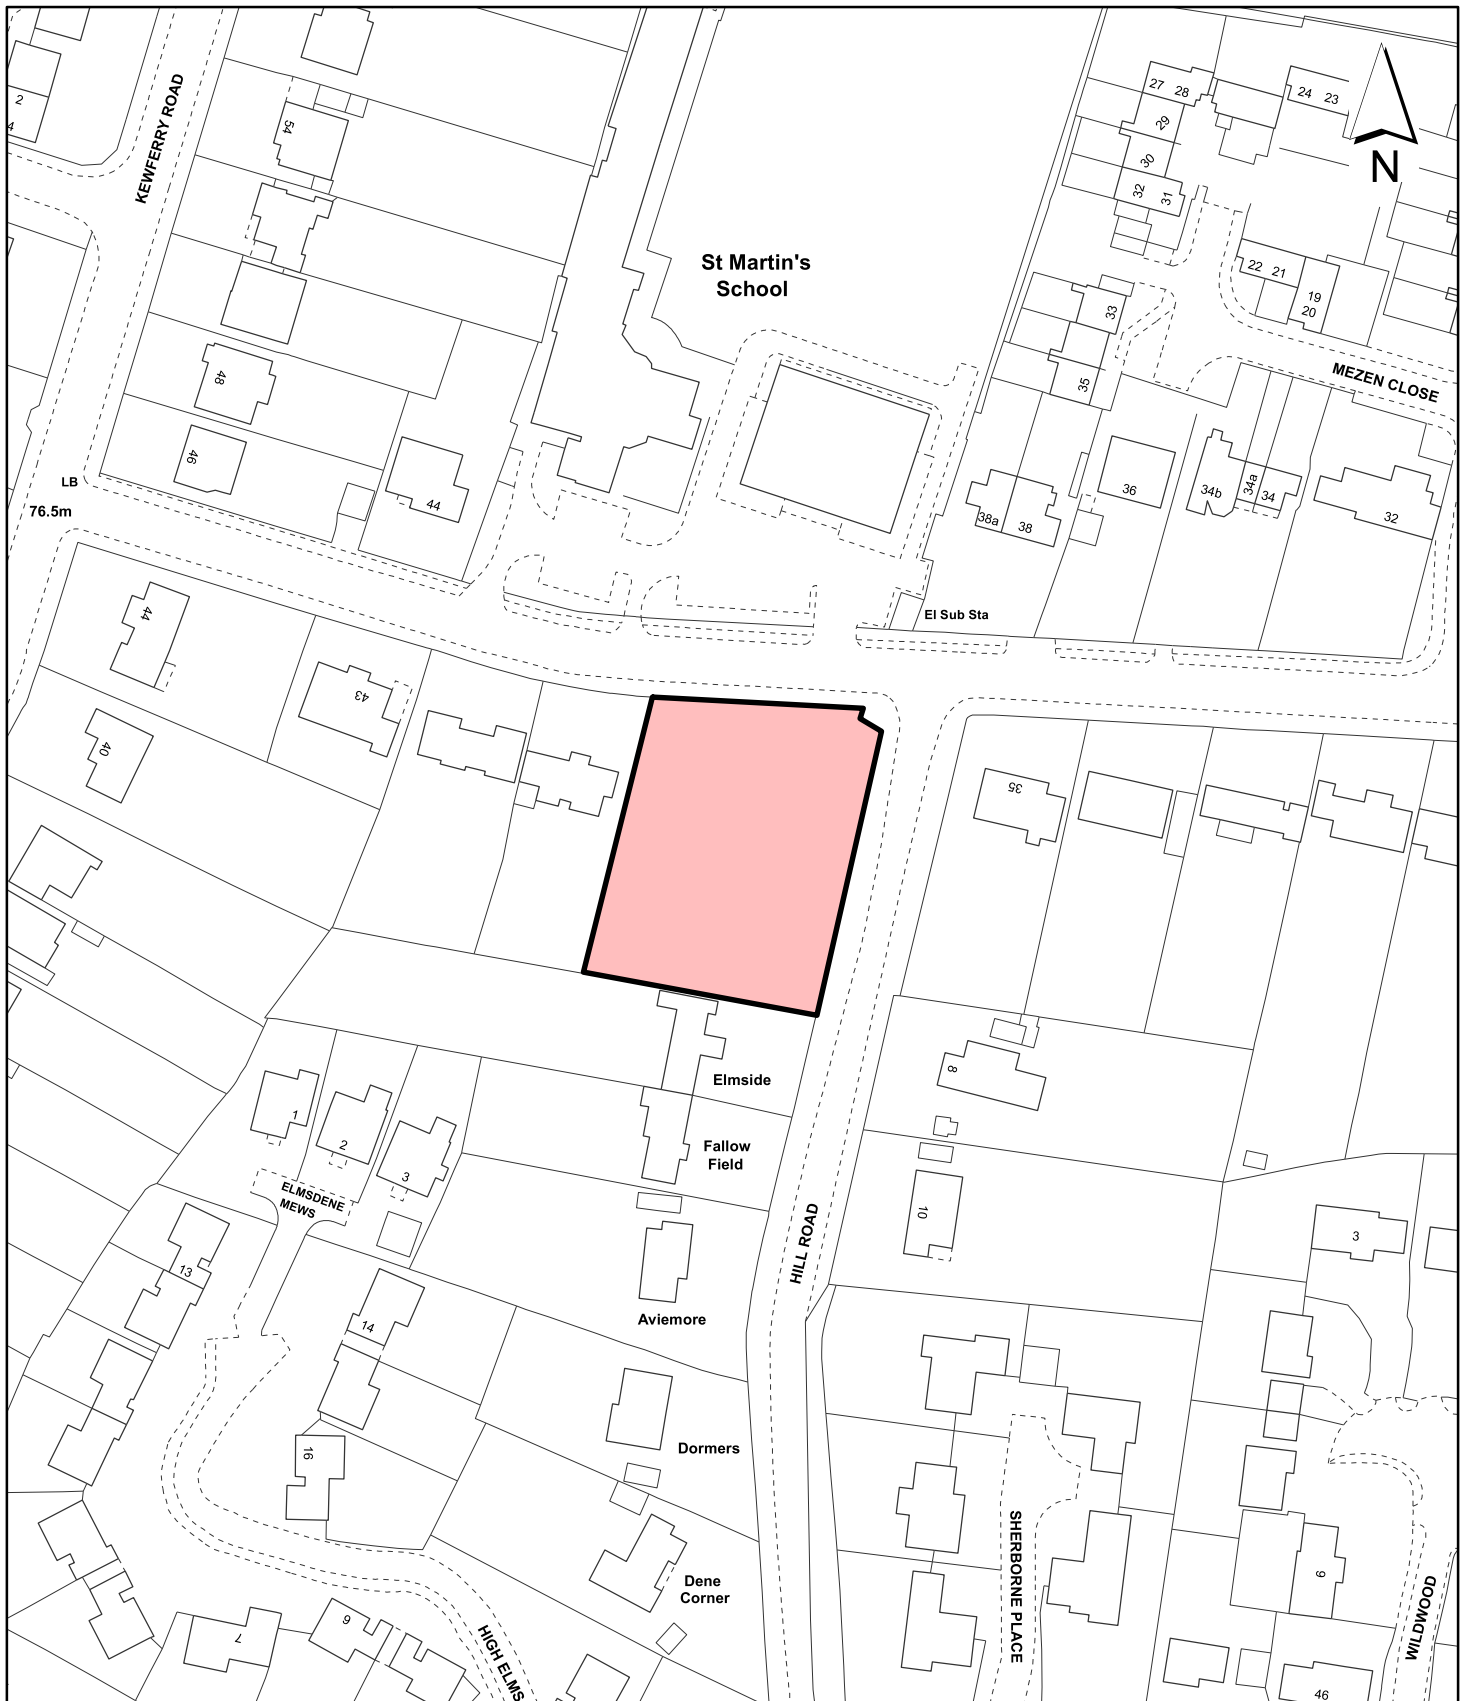 KEWFERRY ROAD
2
4
54
27 28
24 23
29
30
32
31
N
St Martin's
School
22 21
19
20
33
35
MEZEN CLOSE
48
46
44
LB
76.5m
36
34b
34a
34
32
38a
38
El Sub Sta
44
43
40
35
8
Elmside
1
2
3
Fallow
Field
ELMSDENE
MEWS
10
HILL ROAD
3
13
14
Aviemore
16
Dormers
SHERBORNE PLACE
Dene
Corner
9
WILDWOOD
7
6
HIGH ELMS
46